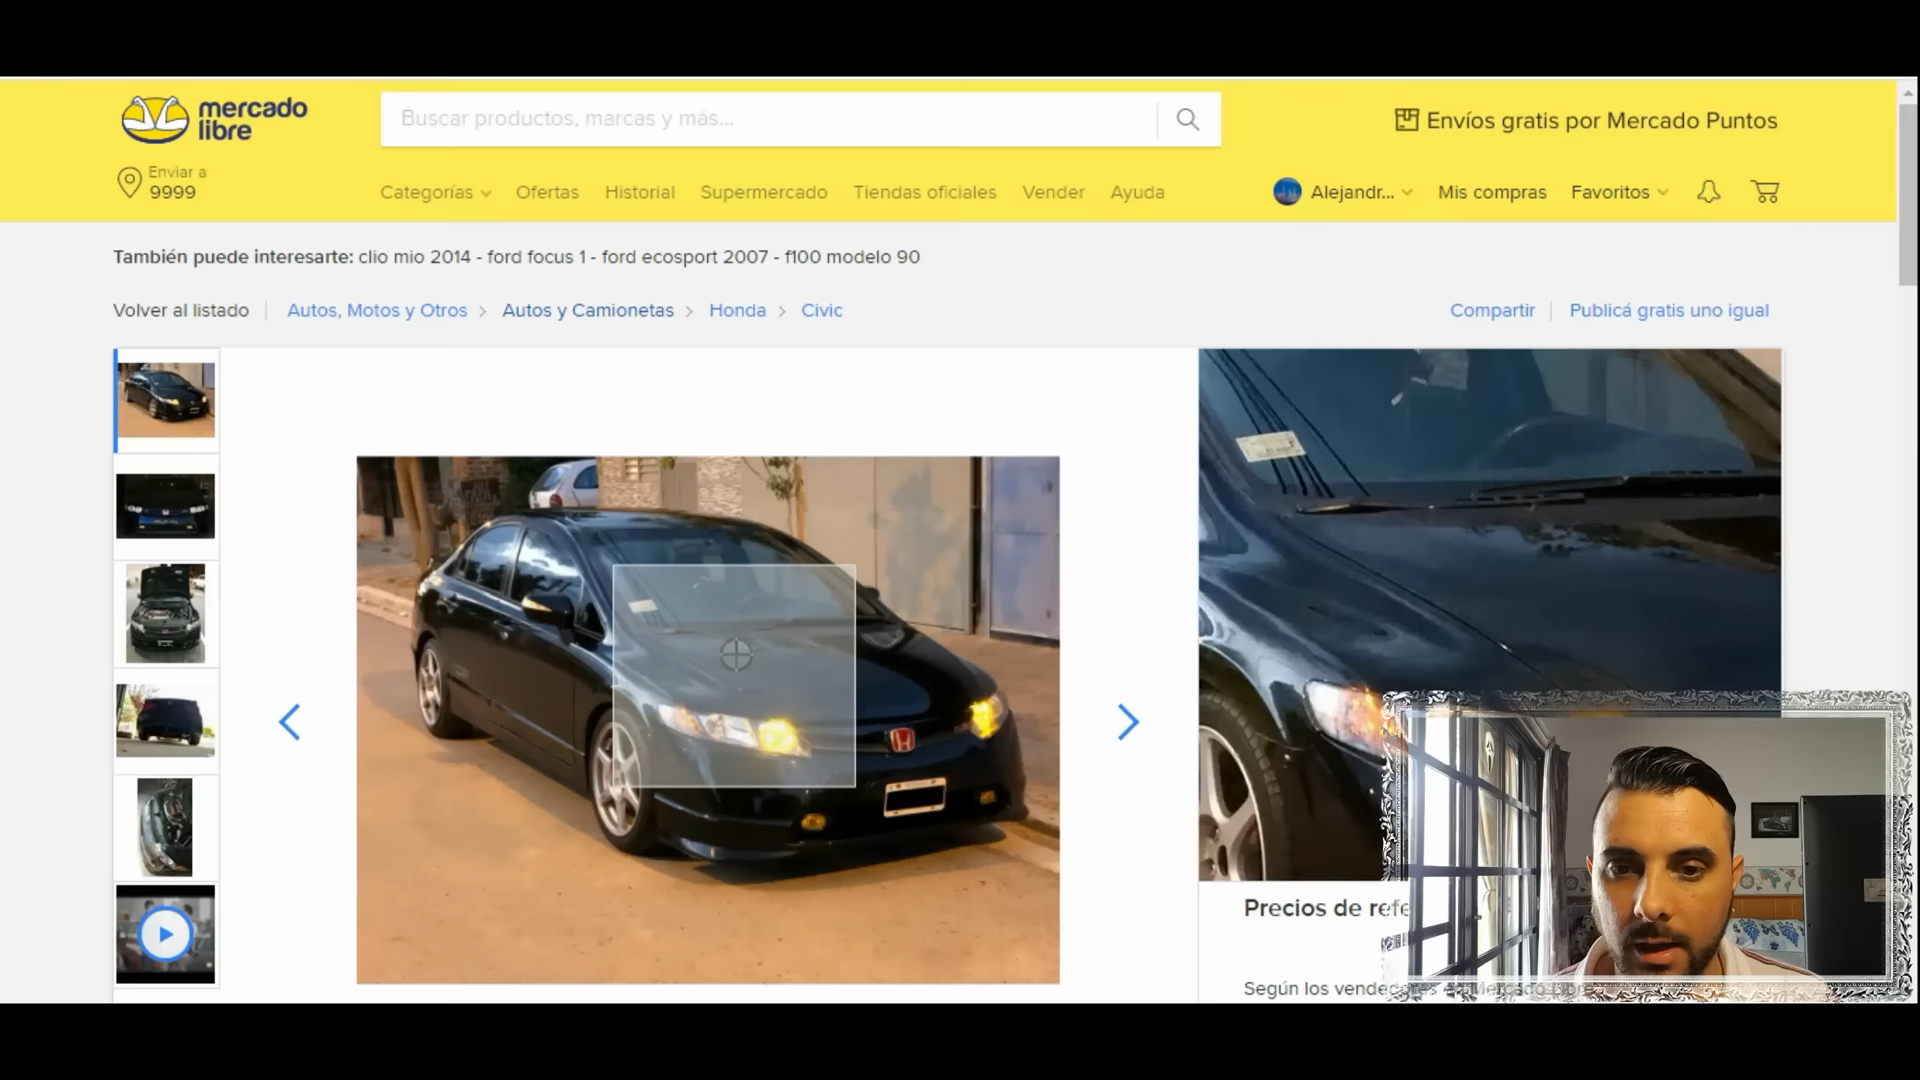 mercado
libre
Buscar productos, marcas y más...
Envíos gratis por Mercado Puntos
Enviar a
9999
Categorías
Ofertas
Historial
Supermercado
Tiendas oficiales
Vender
Ayuda
Alejandr...
Mis compras
Favoritos
También puede interesarte: clio mio 2014 - ford focus 1 - ford ecosport 2007 - f100 modelo 90
Volver al listado
Autos, Motos y Otros > Autos y Camionetas > Honda > Civic
Compartir
Publicá gratis uno igual
Precios de refe
Según los vende